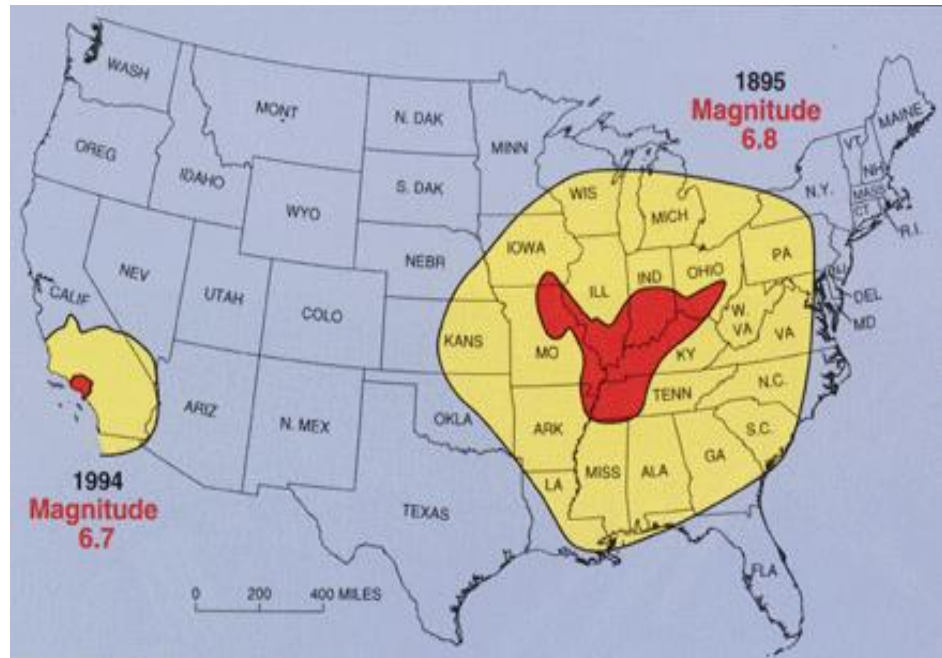 WASH
MONT
N. DAK
MINN
1895
Magnitude
6.8
MAINE
VT.
NH
OREG
IDAHO
S. DAK
WIS
MICH
N.Y.
MASS
CT
R.I.
WYO
IOWA
NEBR
PA
NEV
UTAH
COLO
CALIF
KANS
MO
ILL
IND
OHIO
W.
VA
VA
KY
DEL
MD
ARIZ
N. MEX
OKLA
ARK
TENN
N.C.
S.C.
MISS
ALA
GA
LA
1994
Magnitude
6.7
TEXAS
FLA
0 200 400 MILES